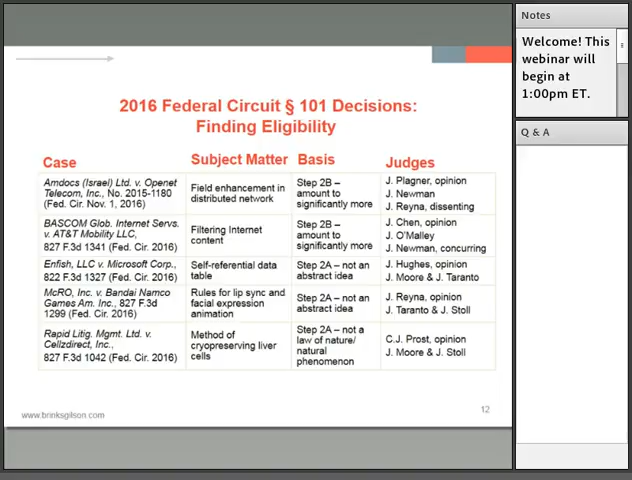 Notes
Welcome! This
webinar will
begin at
1:00pm ET.
Q & A
2016 Federal Circuit § 101 Decisions:
Finding Eligibility
Case Subject Matter Basis Judges
Amdocs (Israel) Ltd. v. Openet
Telecom, Inc., No. 2015-1180
(Fed. Cir. Nov. 1, 2016)
Field enhancement in
distributed network
Step 2B –
amount to
significantly more
J. Plagner, opinion
J. Newman
J. Reyna, dissenting
BASCOM Glob. Internet Servs.
v. AT&T Mobility LLC,
827 F.3d 1341 (Fed. Cir. 2016)
Filtering Internet
content
Step 2B –
amount to
significantly more
J. Chen, opinion
J. O'Malley
J. Newman, concurring
Enfish, LLC v. Microsoft Corp.,
822 F.3d 1327 (Fed. Cir. 2016)
Self-referential data
table
Step 2A – not an
abstract idea
J. Hughes, opinion
J. Moore & J. Taranto
McRO, Inc. v. Bandai Namco
Games Am. Inc., 827 F.3d
1299 (Fed. Cir. 2016)
Rules for lip sync and
facial expression
animation
Step 2A – not an
abstract idea
J. Reyna, opinion
J. Taranto & J. Stoll
Rapid Litig. Mgmt. Ltd. v.
Cellzdirect, Inc.,
827 F.3d 1042 (Fed. Cir. 2016)
Method of
cryopreserving liver
cells
Step 2A – not a
law of nature/
natural
phenomenon
C.J. Prost, opinion
J. Moore & J. Stoll
www.brinksgilson.com
12